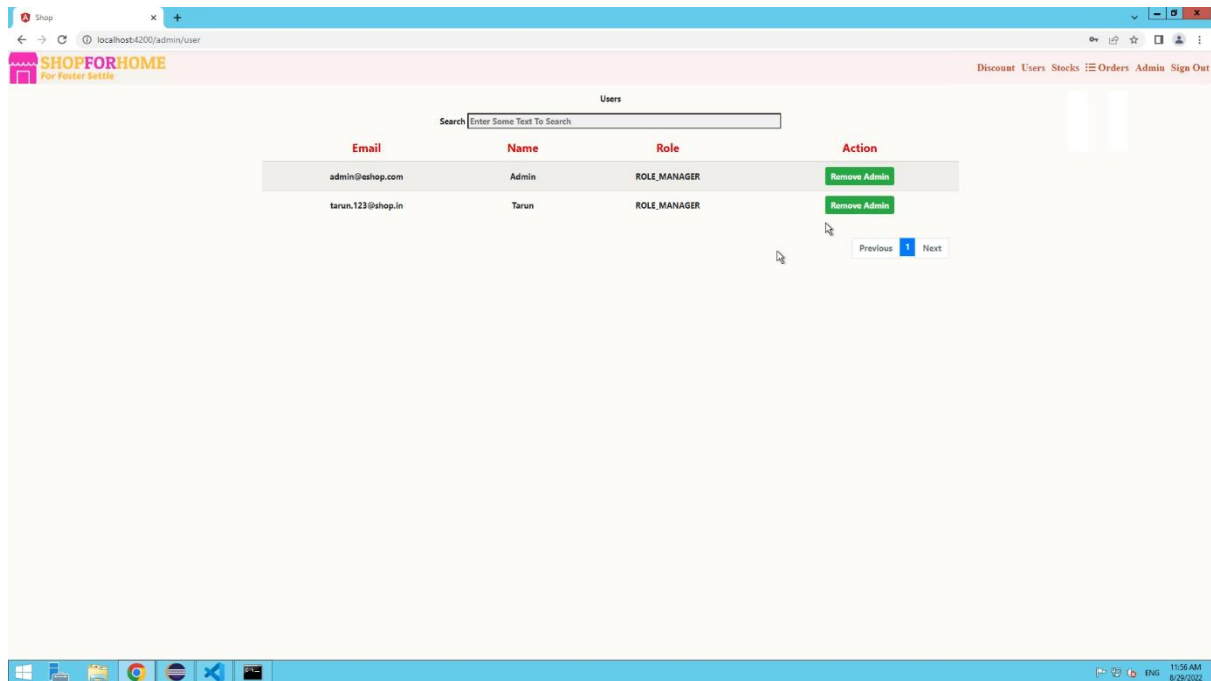 Shop
localhost:4200/admin/user
SHOPFORHOME
For Faster Settle
Discount Users Stocks Orders Admin Sign Out
Users
Search Enter Some Text To Search
Email Name Role Action
admin@eshop.com Admin ROLE_MANAGER Remove Admin
tarun.123@shop.in Tarun ROLE_MANAGER Remove Admin
Previous 1 Next
ENG 11:56 AM
8/29/2022